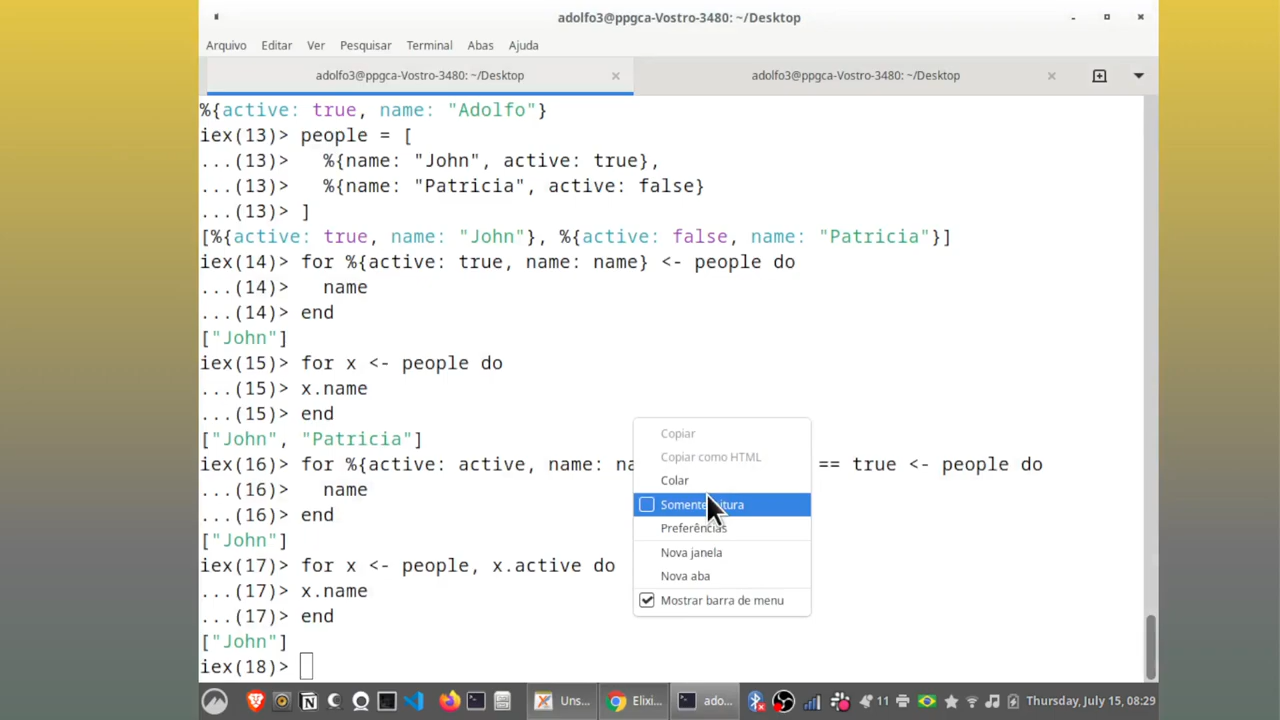 adolfo3@ppgca-Vostro-3480: ~/Desktop
Arquivo Editar Ver Pesquisar Terminal Abas Ajuda
adolfo3@ppgca-Vostro-3480: ~/Desktop adolfo3@ppgca-Vostro-3480: ~/Desktop
%{active: true, name: "Adolfo"}
iex(13)> people = [
...(13)>   %{name: "John", active: true},
...(13)>   %{name: "Patricia", active: false}
...(13)> ]
[%{active: true, name: "John"}, %{active: false, name: "Patricia"}]
iex(14)> for %{active: true, name: name} <- people do
...(14)>   name
...(14)> end
["John"]
iex(15)> for x <- people do
...(15)> x.name
...(15)> end
["John", "Patricia"]
iex(16)> for %{active: active, name: na == true <- people do
...(16)>   name
...(16)> end
["John"]
iex(17)> for x <- people, x.active do
...(17)> x.name
...(17)> end
["John"]
iex(18)>
Copiar
Copiar como HTML
Colar
Preferências
Nova janela
Nova aba
Mostrar barra de menu
Uns... Elixi... ado... 11 Thursday, July 15, 08:29